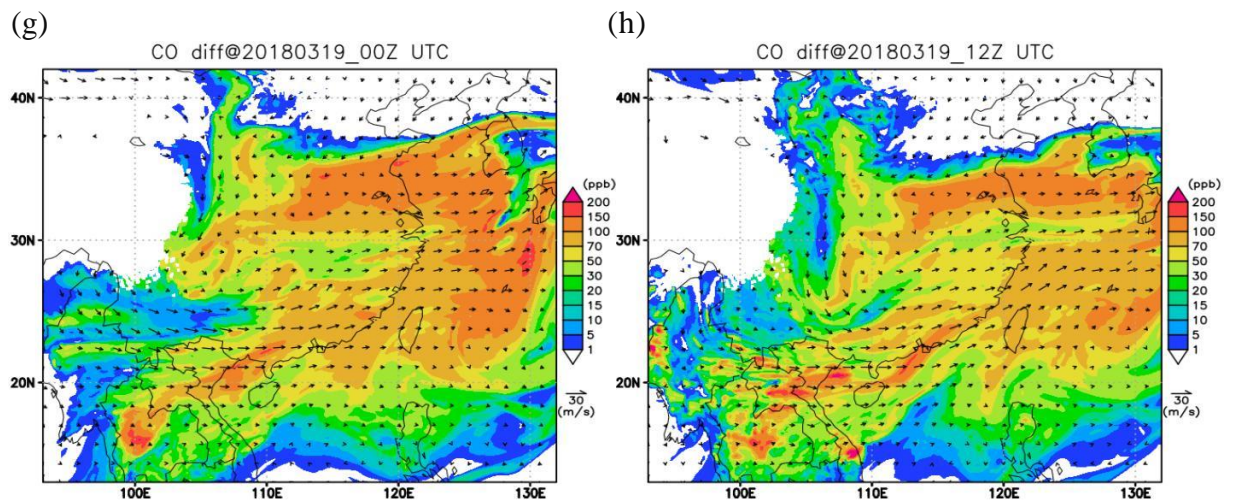 (g)
CO diff@20180319_00Z UTC
40N
30N
20N
100E 110E 120E 130E
(ppb)
200
150
100
70
50
30
20
15
10
5
1
30
(m/s)
(h)
CO diff@20180319_12Z UTC
40N
30N
20N
100E 110E 120E 130E
(ppb)
200
150
100
70
50
30
20
15
10
5
1
30
(m/s)